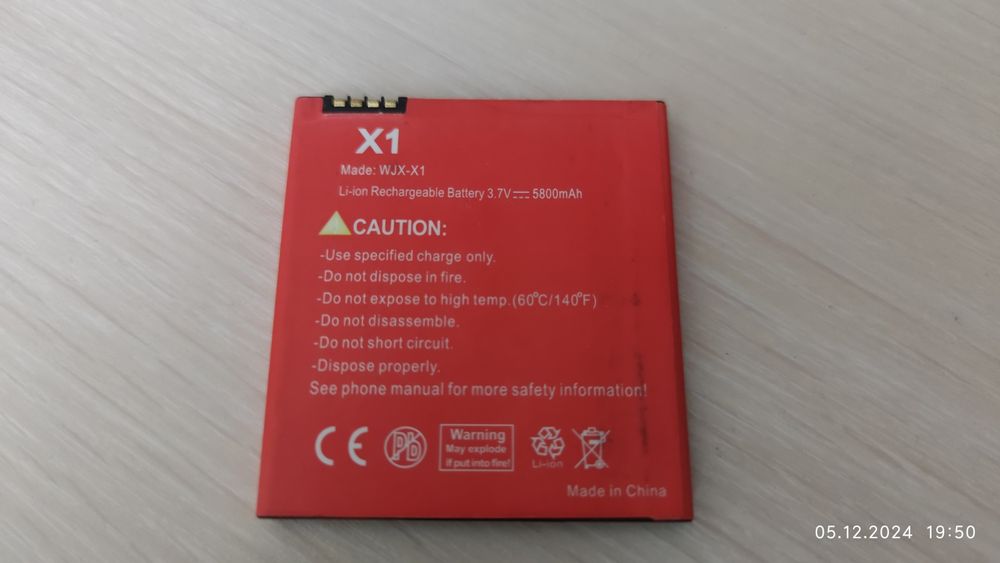 X1
Made: WJX-X1
Li-ion Rechargeable Battery 3.7V⎓5800mAh
CAUTION:
-Use specified charge only.
-Do not dispose in fire.
-Do not expose to high temp.(60°C/140°F)
-Do not disassemble.
-Do not short circuit.
-Dispose properly.
See phone manual for more safety information!
CE
Pb
Warning
May explode
if put into fire!
Li-ion
Made in China
05.12.2024 19:50